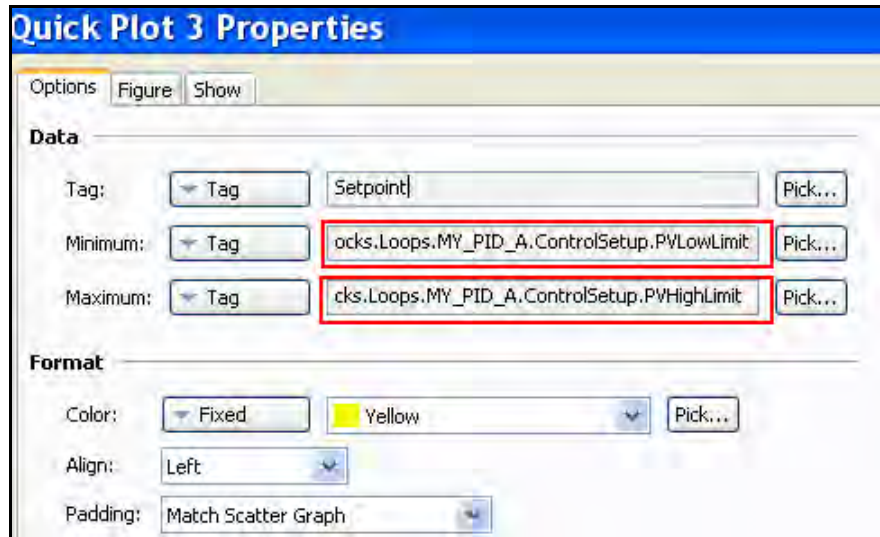 Quick Plot 3 Properties
Options Figure Show
Data
Tag: Tag Setpoint Pick...
Minimum: Tag ocks.Loops.MY_PID_A.ControlSetup.PVLowLimit Pick...
Maximum: Tag cks.Loops.MY_PID_A.ControlSetup.PVHighLimit Pick...
Format
Color: Fixed Yellow Pick...
Align: Left
Padding: Match Scatter Graph